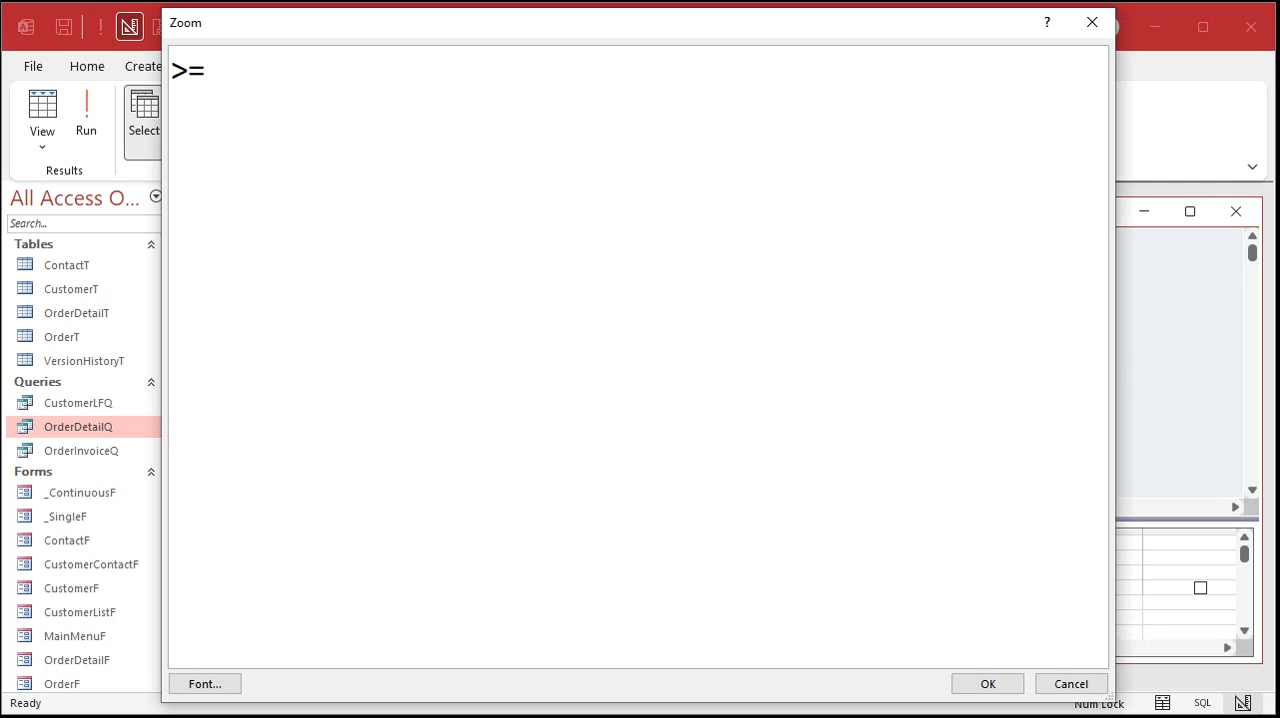 Zoom
?
>=
File
Home
Create
View
Run
Select
Results
All Access O...
Search...
Tables
ContactT
CustomerT
OrderDetailT
OrderT
VersionHistoryT
Queries
CustomerLFQ
OrderDetailQ
OrderInvoiceQ
Forms
_ContinuousF
_SingleF
ContactF
CustomerContactF
CustomerF
CustomerListF
MainMenuF
OrderDetailF
OrderF
Font...
OK
Cancel
Ready
Num Lock
SQL